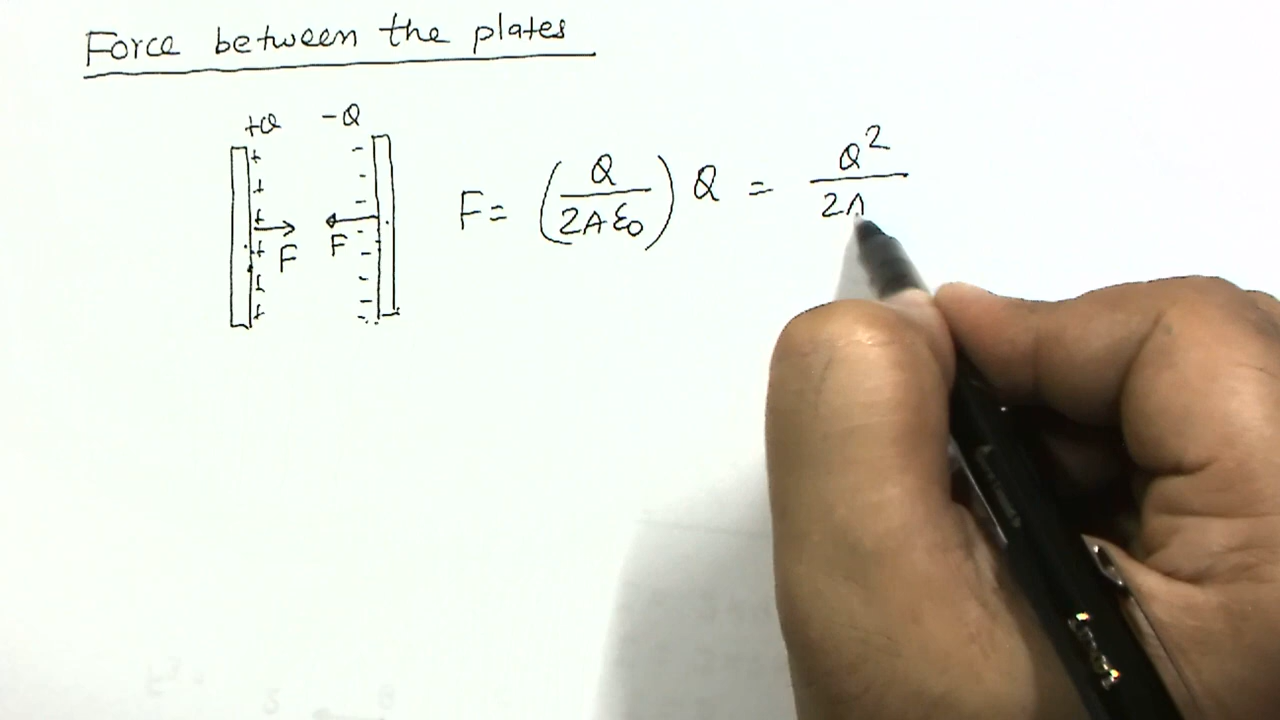 Force between the plates
+Q -Q
F = (Q / 2Aε₀) Q = Q² / 2A
F F